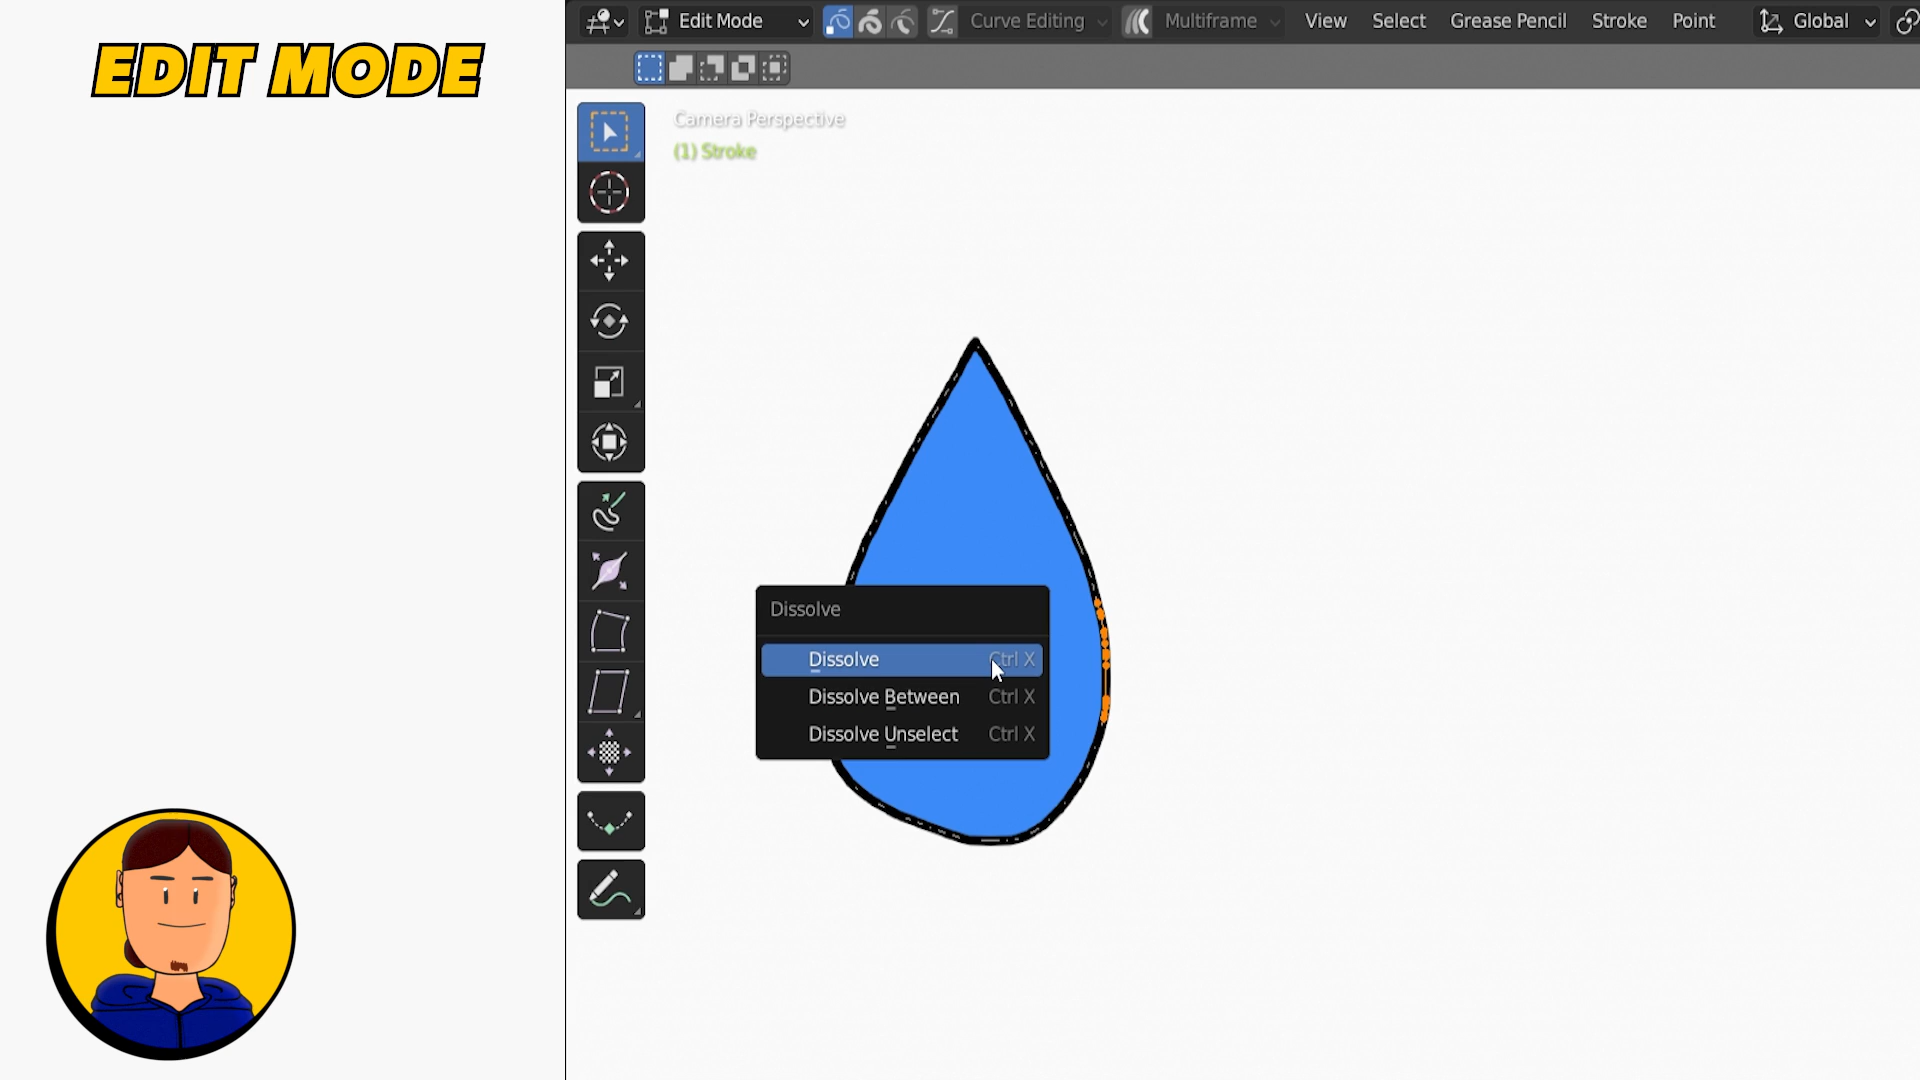 EDIT MODE
Edit Mode
Curve Editing
Multiframe
View
Select
Grease Pencil
Stroke
Point
Global
Camera Perspective
(1) Stroke
Dissolve
Dissolve Ctrl X
Dissolve Between Ctrl X
Dissolve Unselect Ctrl X